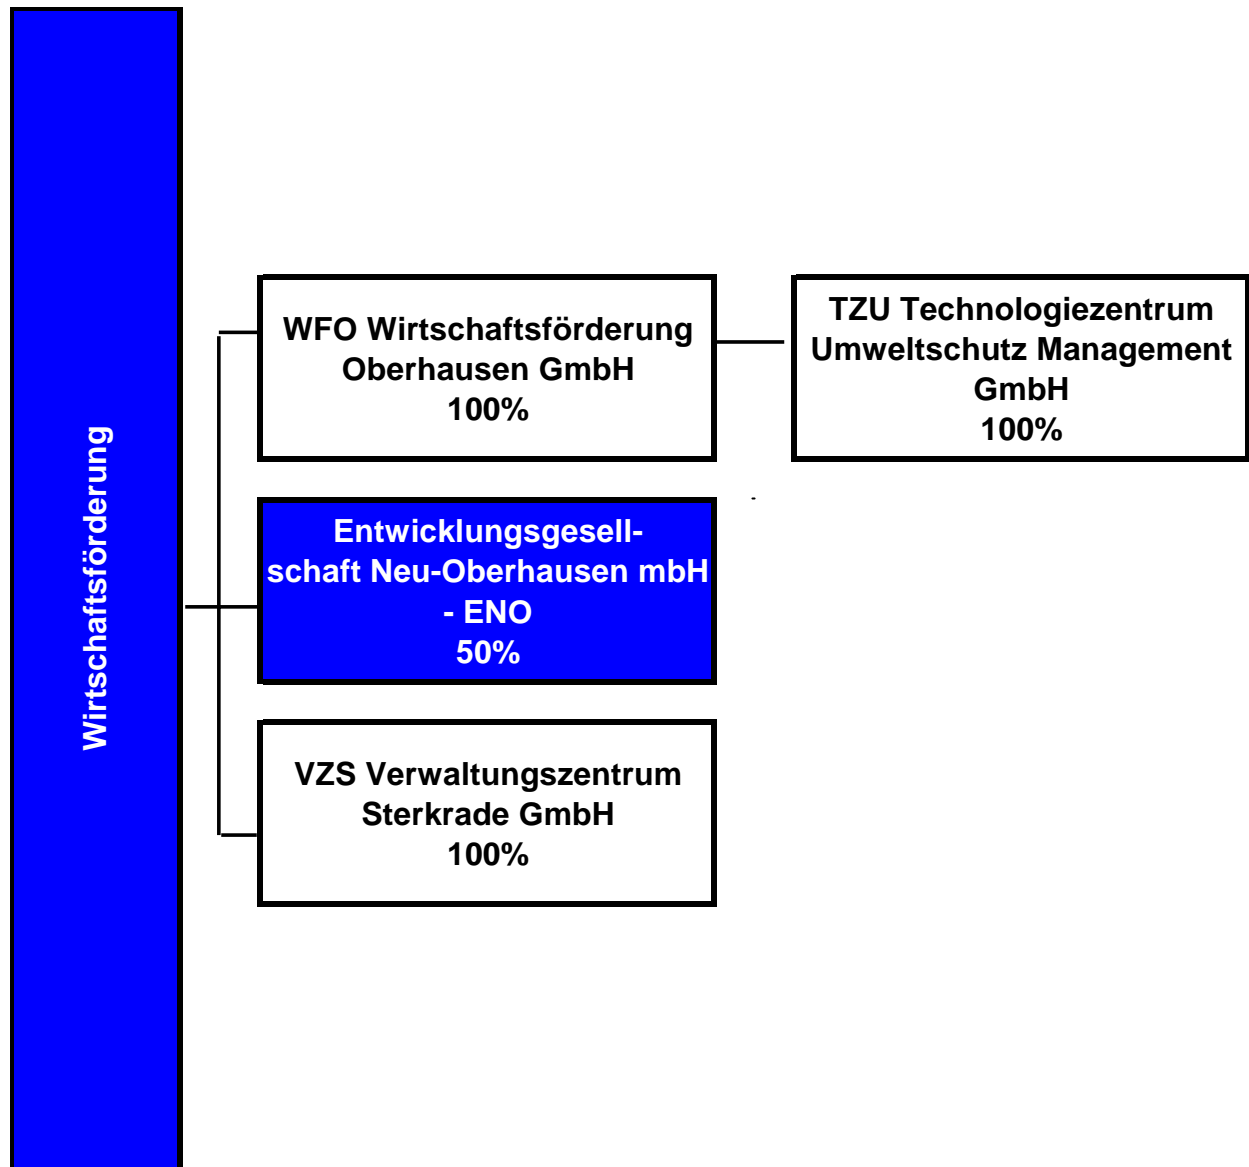 Wirtschaftsförderung
WFO Wirtschaftsförderung
Oberhausen GmbH
100%
TZU Technologiezentrum
Umweltschutz Management
GmbH
100%
Entwicklungsgesell-
schaft Neu-Oberhausen mbH
- ENO
50%
VZS Verwaltungszentrum
Sterkrade GmbH
100%